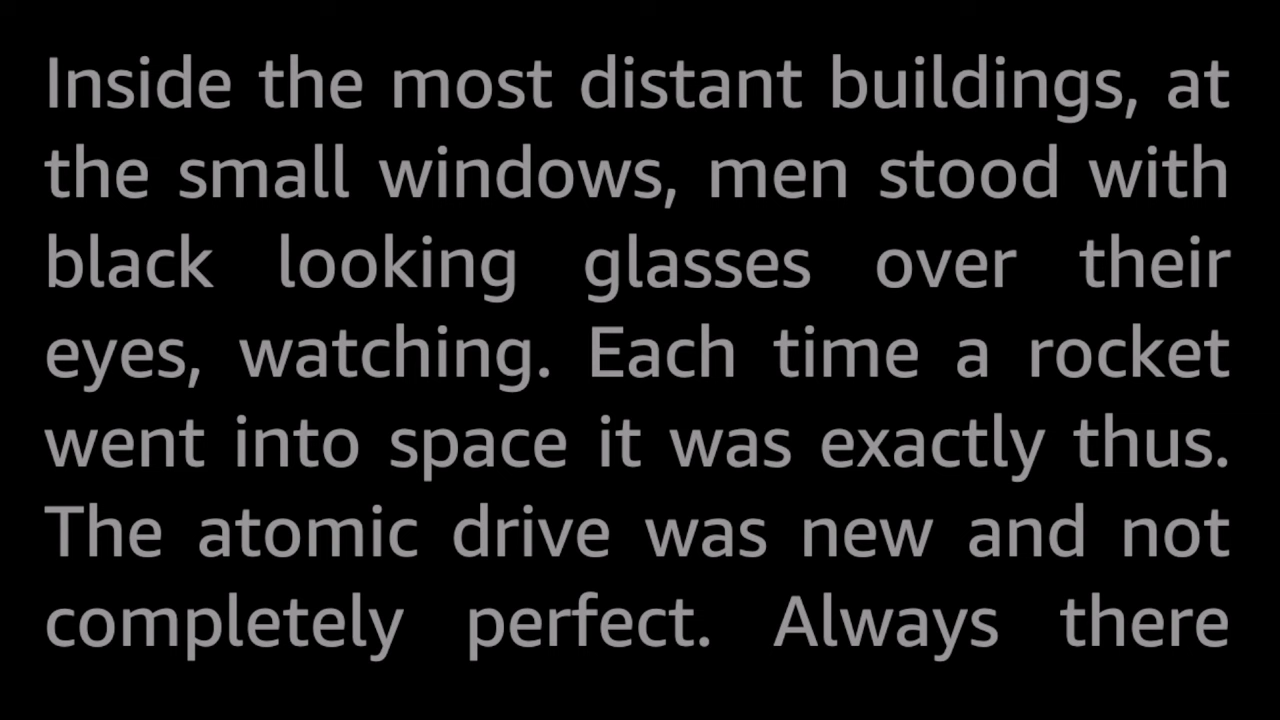 Inside the most distant buildings, at
the small windows, men stood with
black looking glasses over their
eyes, watching. Each time a rocket
went into space it was exactly thus.
The atomic drive was new and not
completely perfect. Always there